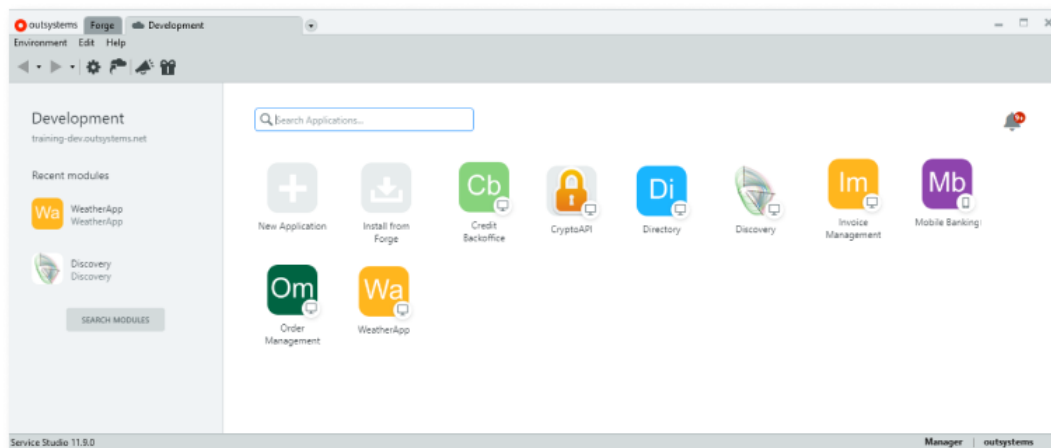 outsystems Forge Development
Environment Edit Help
Development
training-dev.outsystems.net
Recent modules
Wa WeatherApp
WeatherApp
Discovery
Discovery
SEARCH MODULES
Search Applications...
9+
New Application
Install from
Forge
Cb
Credit
Backoffice
CryptoAPI
Di
Directory
Discovery
Im
Invoice
Management
Mb
Mobile Banking
Om
Order
Management
Wa
WeatherApp
Service Studio 11.9.0
Manager | outsystems